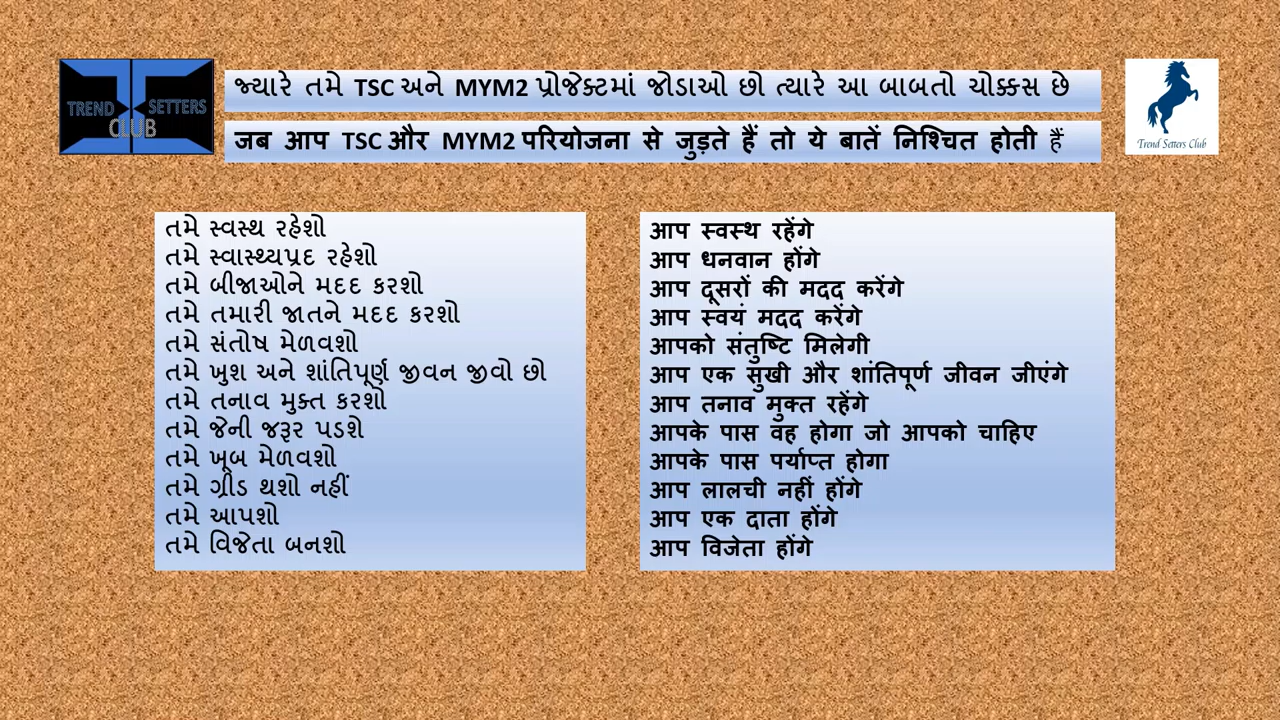 TREND SETTERS
CLUB
જ્યારે તમે TSC અને MYM2 પ્રોજેક્ટમાં જોડાઓ છો ત્યારે આ બાબતો ચોક્કસ છે
जब आप TSC और MYM2 परियोजना से जुड़ते हैं तो ये बातें निश्चित होती हैं
Trend Setters Club
તમે સ્વસ્થ રહેશો
તમે સ્વાસ્થ્યપ્રદ રહેશો
તમે બીજાઓને મદદ કરશો
તમે તમારી જાતને મદદ કરશો
તમે સંતોષ મેળવશો
તમે ખુશ અને શાંતિપૂર્ણ જીવન જીવો છો
તમે તનાવ મુક્ત કરશો
તમે જેની જરૂર પડશે
તમે ખૂબ મેળવશો
તમે ગ્રીડ થશો નહીં
તમે આપશો
તમે વિજેતા બનશો
आप स्वस्थ रहेंगे
आप धनवान होंगे
आप दूसरों की मदद करेंगे
आप स्वयं मदद करेंगे
आपको संतुष्टि मिलेगी
आप एक सुखी और शांतिपूर्ण जीवन जीएंगे
आप तनाव मुक्त रहेंगे
आपके पास वह होगा जो आपको चाहिए
आपके पास पर्याप्त होगा
आप लालची नहीं होंगे
आप एक दाता होंगे
आप विजेता होंगे